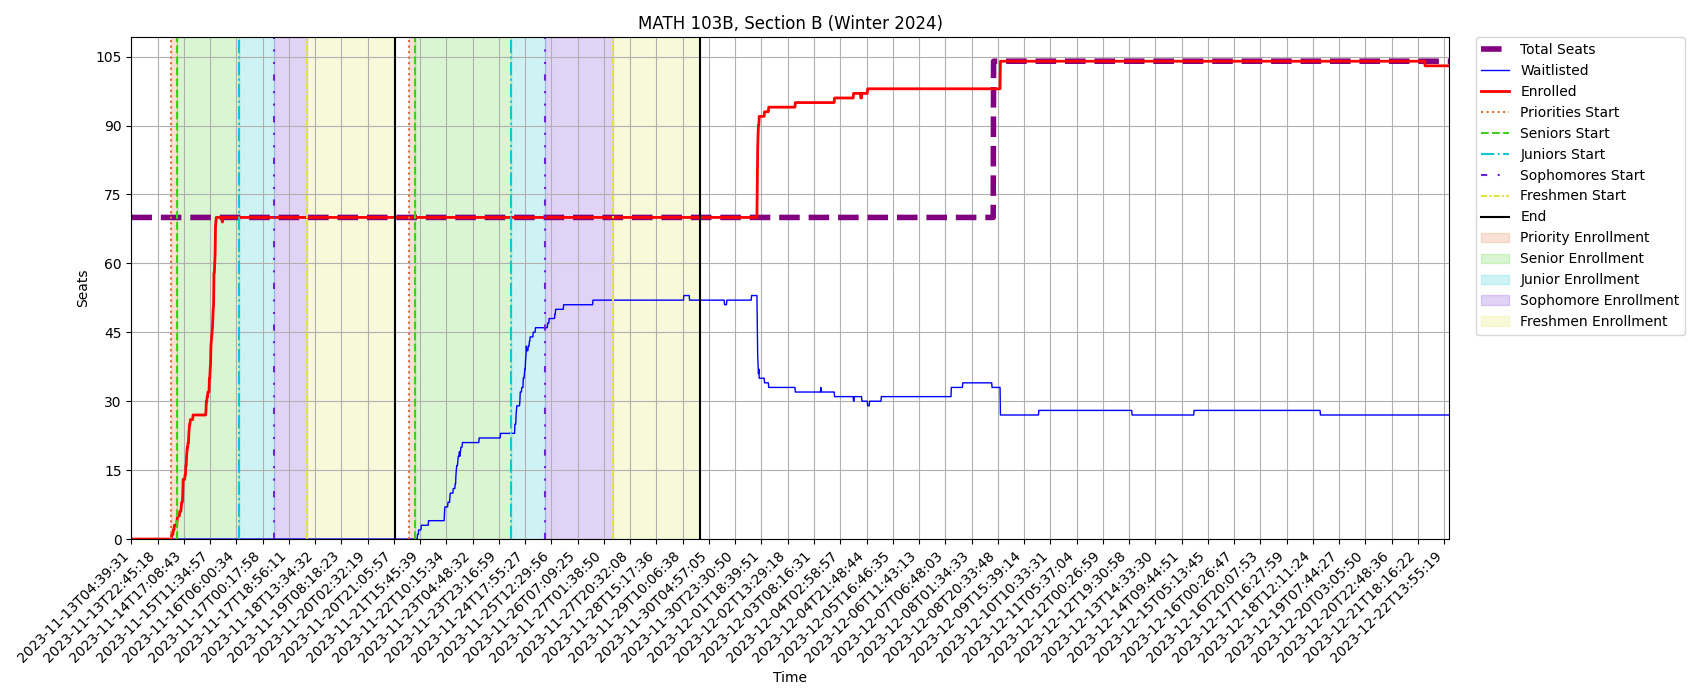 MATH 103B, Section B (Winter 2024)
105
90
75
60
45
30
15
0
Seats
2023-11-13T04:39:31
2023-11-13T22:45:18
2023-11-14T17:08:43
2023-11-15T11:34:57
2023-11-16T06:00:34
2023-11-17T00:17:58
2023-11-17T18:56:11
2023-11-18T13:34:32
2023-11-19T08:18:23
2023-11-20T02:32:19
2023-11-20T21:05:57
2023-11-21T15:45:39
2023-11-22T10:15:34
2023-11-23T04:48:32
2023-11-23T23:16:59
2023-11-24T17:55:27
2023-11-25T12:29:56
2023-11-26T07:09:25
2023-11-27T01:38:50
2023-11-27T20:32:08
2023-11-28T15:17:36
2023-11-29T10:06:38
2023-11-30T04:57:05
2023-11-30T23:30:50
2023-12-01T18:39:51
2023-12-02T13:29:18
2023-12-03T08:16:31
2023-12-04T02:58:57
2023-12-04T21:48:44
2023-12-05T16:46:35
2023-12-06T11:43:13
2023-12-07T06:48:03
2023-12-08T01:34:33
2023-12-08T20:33:48
2023-12-09T15:39:14
2023-12-10T10:33:31
2023-12-11T05:37:04
2023-12-12T00:26:59
2023-12-12T19:30:58
2023-12-13T14:33:30
2023-12-14T09:44:51
2023-12-15T05:13:45
2023-12-16T00:26:47
2023-12-16T20:07:53
2023-12-17T16:27:59
2023-12-18T12:11:24
2023-12-19T07:44:27
2023-12-20T03:05:50
2023-12-20T22:48:36
2023-12-21T18:16:22
2023-12-22T13:55:19
Time
Total Seats
Waitlisted
Enrolled
Priorities Start
Seniors Start
Juniors Start
Sophomores Start
Freshmen Start
End
Priority Enrollment
Senior Enrollment
Junior Enrollment
Sophomore Enrollment
Freshmen Enrollment